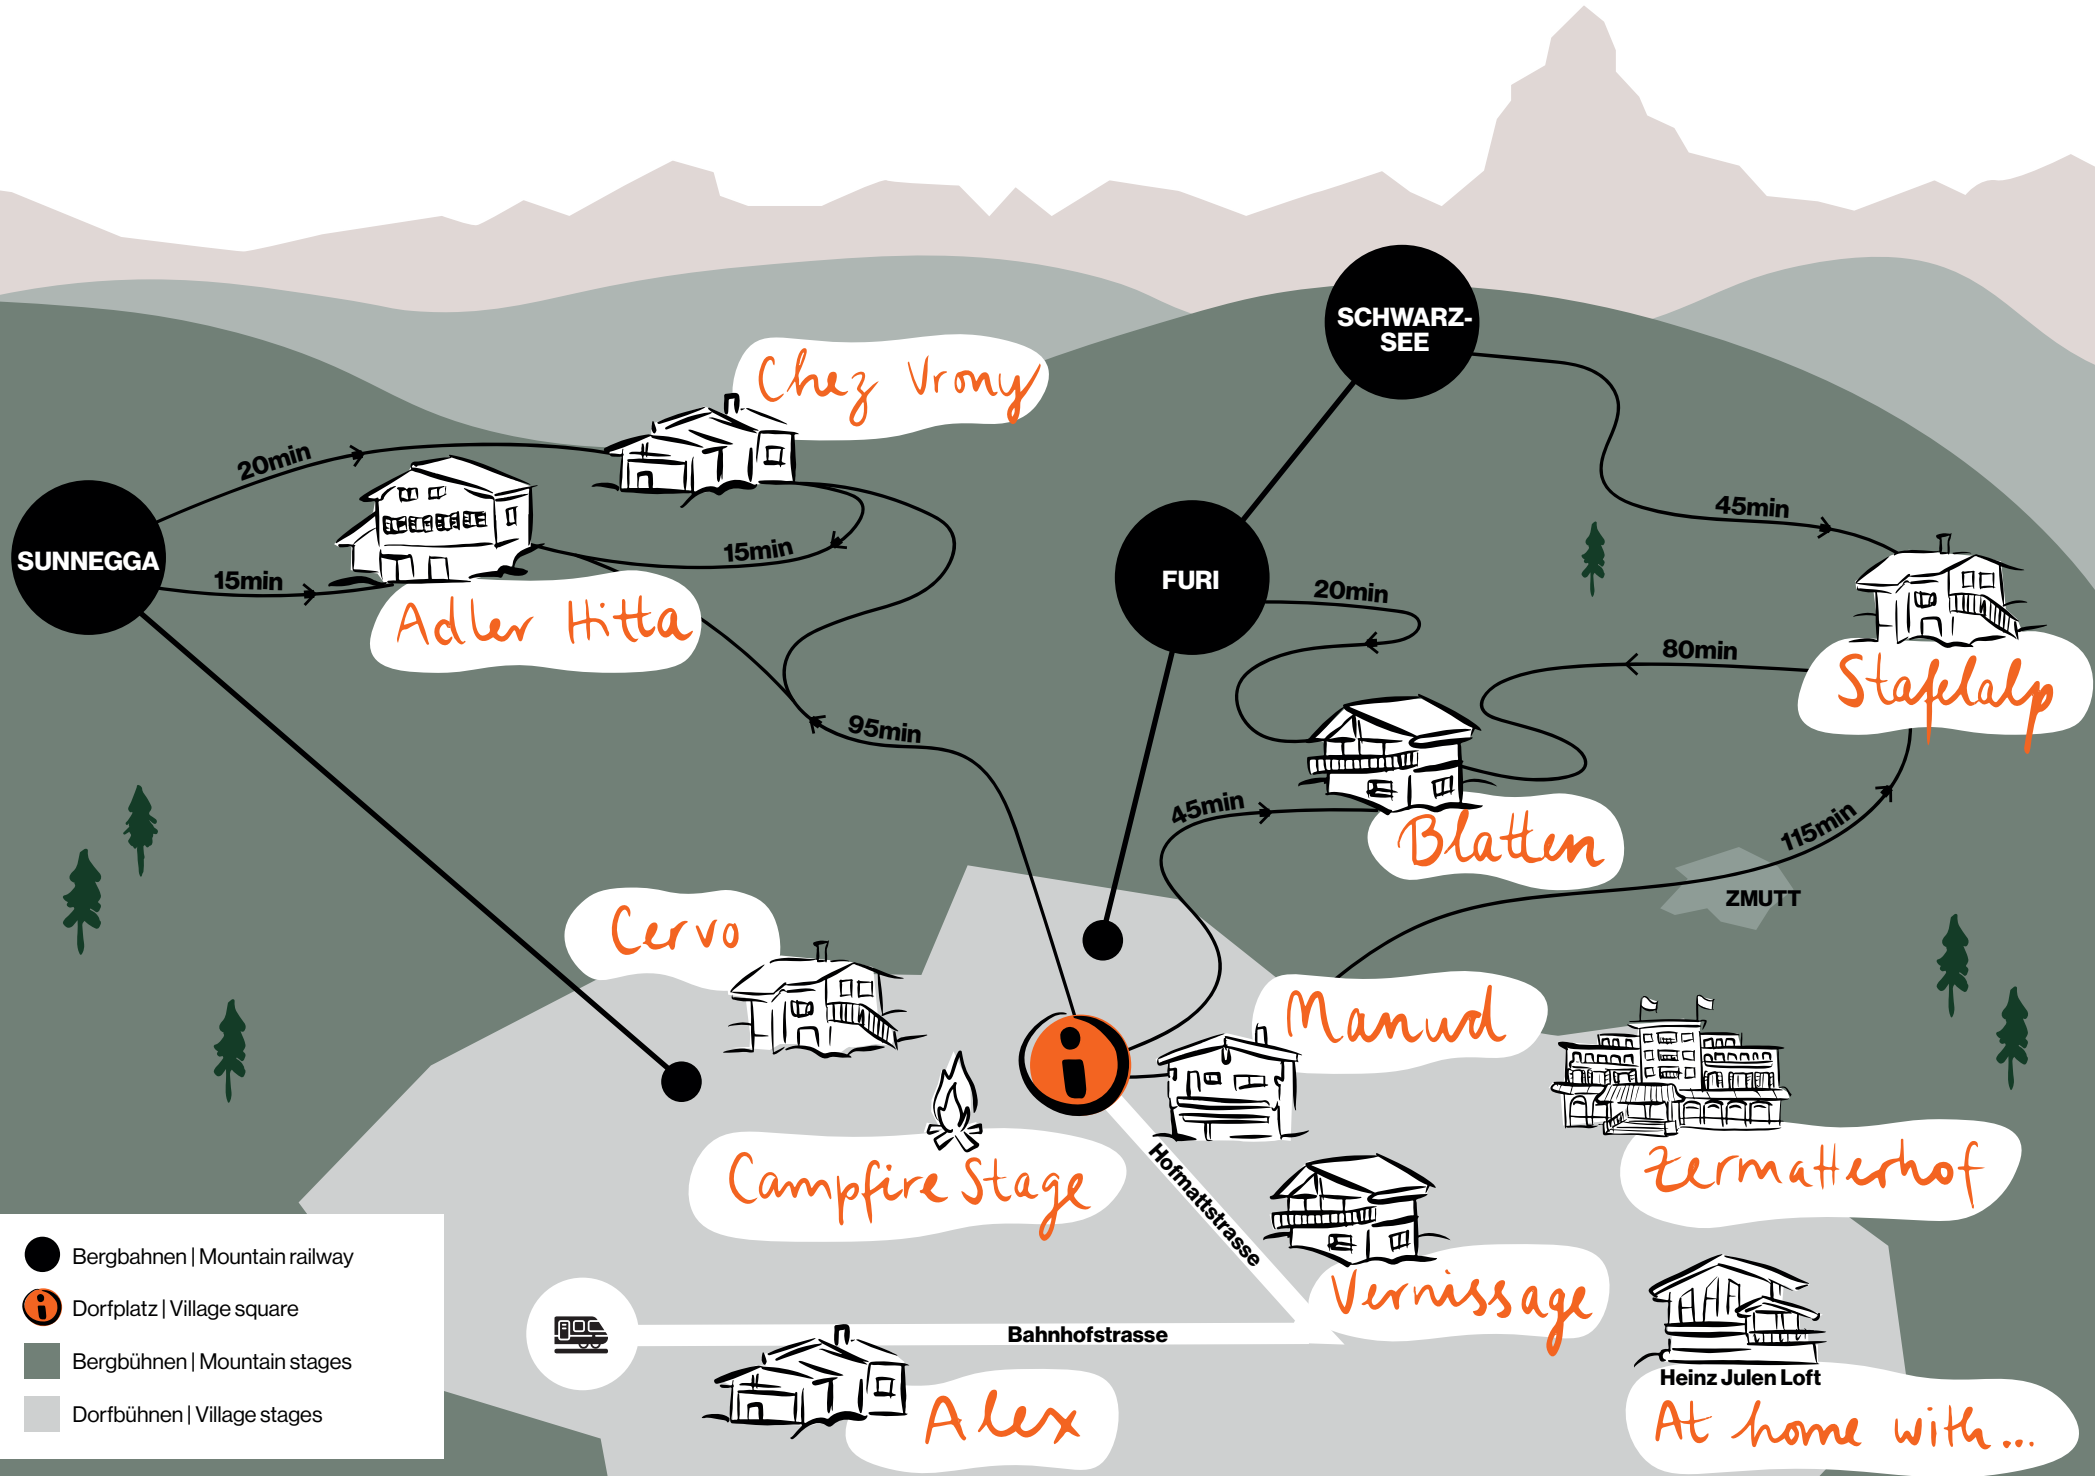 SCHWARZ-
SEE
Chez Vrony
20min
SUNNEGGA
15min
15min
Adler Hitta
45min
FURI
20min
80min
Stafelalp
95min
45min
Blatten
115min
ZMUTT
Cervo
Manud
Campfire Stage
Hofmattstrasse
Zermatterhof
Vernissage
Bahnhofstrasse
Alex
Heinz Julen Loft
At home with...
Bergbahnen | Mountain railway
i Dorfplatz | Village square
Bergbühnen | Mountain stages
Dorfbühnen | Village stages